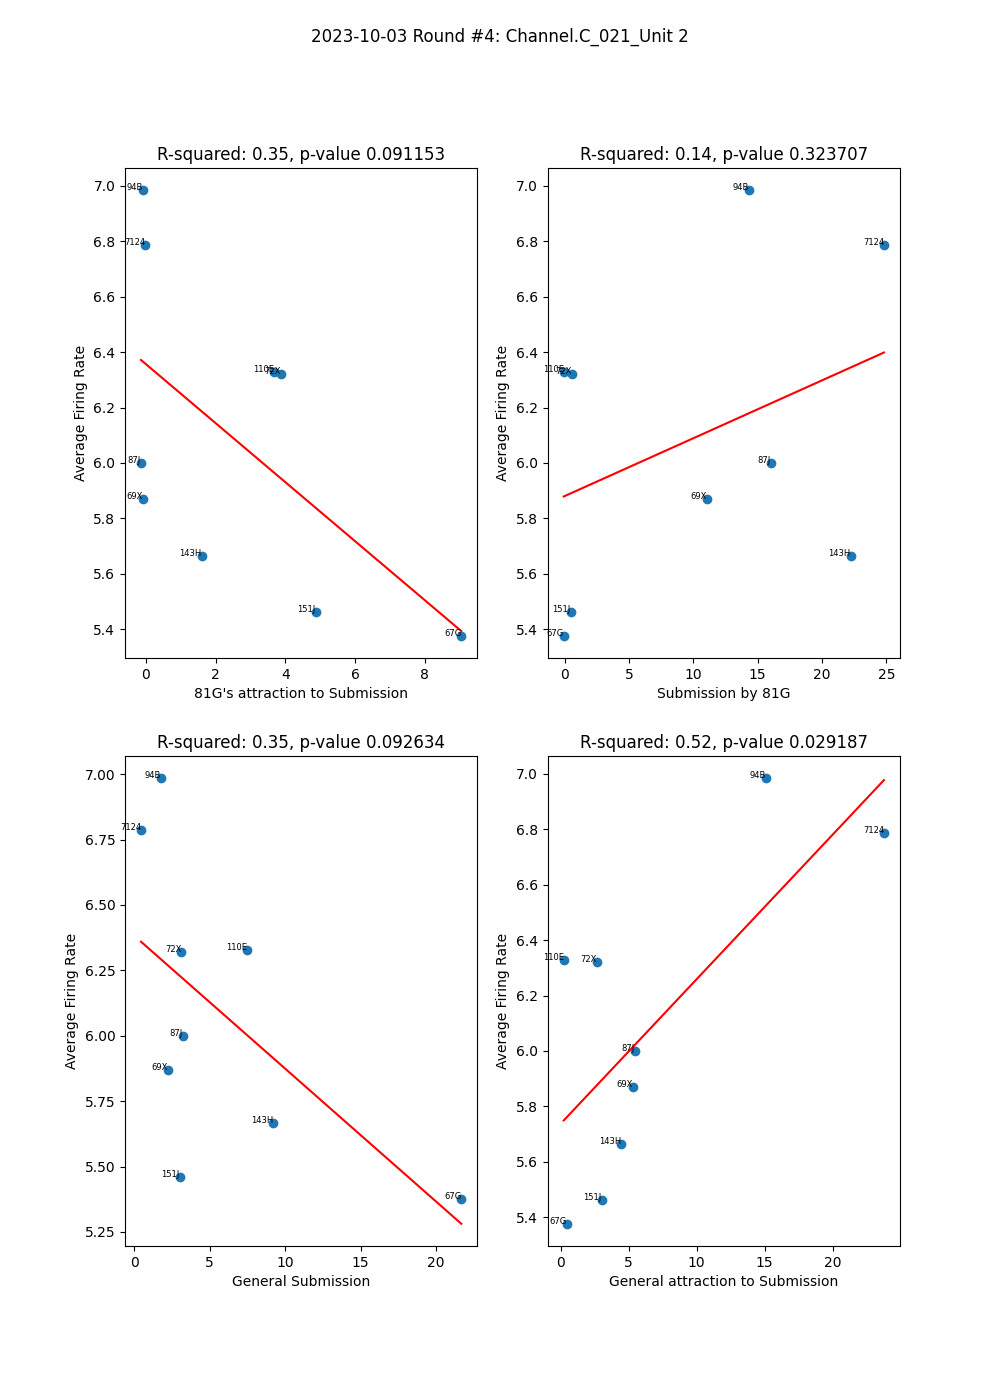 2023-10-03 Round #4: Channel.C_021_Unit 2
R-squared: 0.35, p-value 0.091153
R-squared: 0.14, p-value 0.323707
7.0
6.8
6.6
6.4
6.2
6.0
5.8
5.6
5.4
Average Firing Rate
94B
7124
110E
72X
87J
69X
143H
151J
67G
0
2
4
6
8
81G's attraction to Submission
7.0
6.8
6.6
6.4
6.2
6.0
5.8
5.6
5.4
Average Firing Rate
94B
7124
110E
72X
87J
69X
143H
151J
67G
0
5
10
15
20
25
Submission by 81G
R-squared: 0.35, p-value 0.092634
R-squared: 0.52, p-value 0.029187
7.00
6.75
6.50
6.25
6.00
5.75
5.50
5.25
Average Firing Rate
94B
7124
72X
110E
87J
69X
143H
151J
67G
0
5
10
15
20
General Submission
7.0
6.8
6.6
6.4
6.2
6.0
5.8
5.6
5.4
Average Firing Rate
94B
7124
110E
72X
87J
69X
143H
151J
67G
0
5
10
15
20
General attraction to Submission